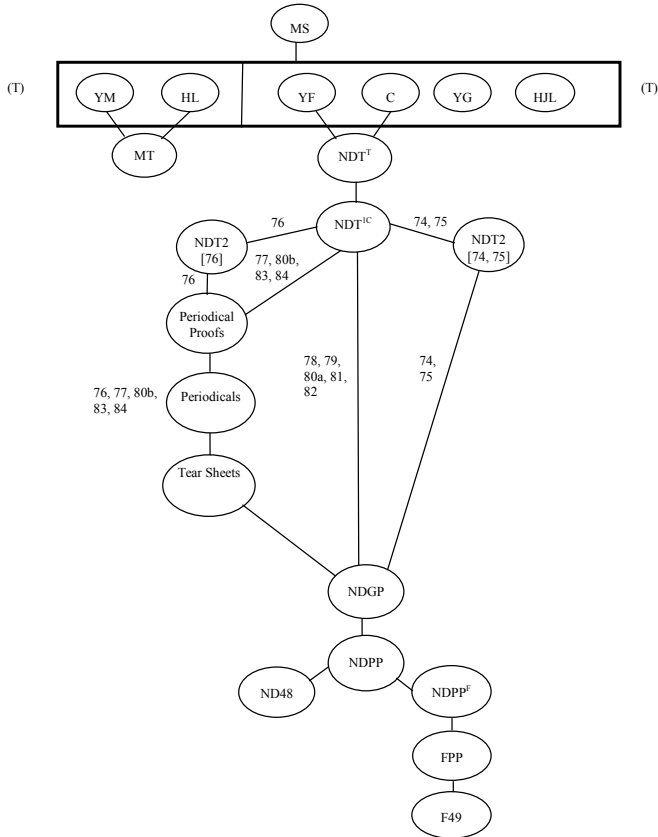 MS
(T)
(T)
YM
HL
YF
C
YG
HJL
MT
NDTᵀ
NDT¹ᶜ
76
74, 75
NDT2
[76]
NDT2
[74, 75]
77, 80b,
83, 84
76
Periodical
Proofs
78, 79,
80a, 81,
82
74,
75
76, 77, 80b,
83, 84
Periodicals
Tear Sheets
NDGP
NDPP
ND48
NDPPᶠ
FPP
F49